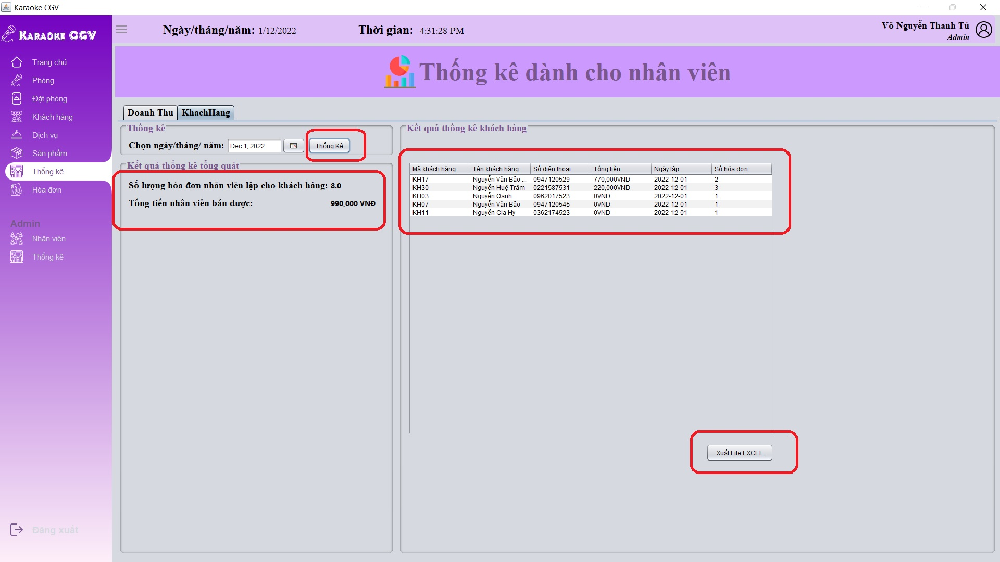 Karaoke CGV
KARAOKE CGV
Ngày/tháng/năm: 1/12/2022
Thời gian: 4:31:28 PM
Võ Nguyễn Thanh Tú
Admin
Trang chủ
Phòng
Đặt phòng
Khách hàng
Dịch vụ
Sản phẩm
Thống kê
Hóa đơn
Admin
Nhân viên
Thống kê
Đăng xuất
Thống kê dành cho nhân viên
Doanh Thu KhachHang
Thống kê
Chọn ngày/tháng/ năm: Dec 1, 2022 Thống Kê
Kết quả thống kê tổng quát
Số lượng hóa đơn nhân viên lập cho khách hàng: 8.0
Tổng tiền nhân viên bán được: 990,000 VNĐ
Kết quả thống kê khách hàng
Mã khách hàng Tên khách hàng Số điện thoại Tổng tiền Ngày lập Số hóa đơn
KH17 Nguyễn Văn Bảo ... 0947120529 770,000VND 2022-12-01 2
KH30 Nguyễn Huệ Trâm 0221587531 220,000VND 2022-12-01 3
KH03 Nguyễn Oanh 0962017523 0VND 2022-12-01 1
KH07 Nguyễn Văn Bảo 0947120545 0VND 2022-12-01 1
KH11 Nguyễn Gia Hy 0362174523 0VND 2022-12-01 1
Xuất File EXCEL